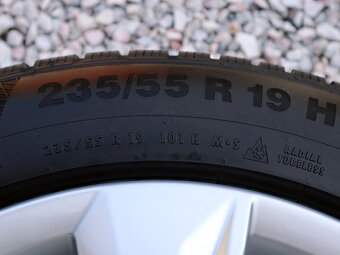 235/55 R 19 H
235/55 R 19 101 H M·S RADIAL
TUBELESS